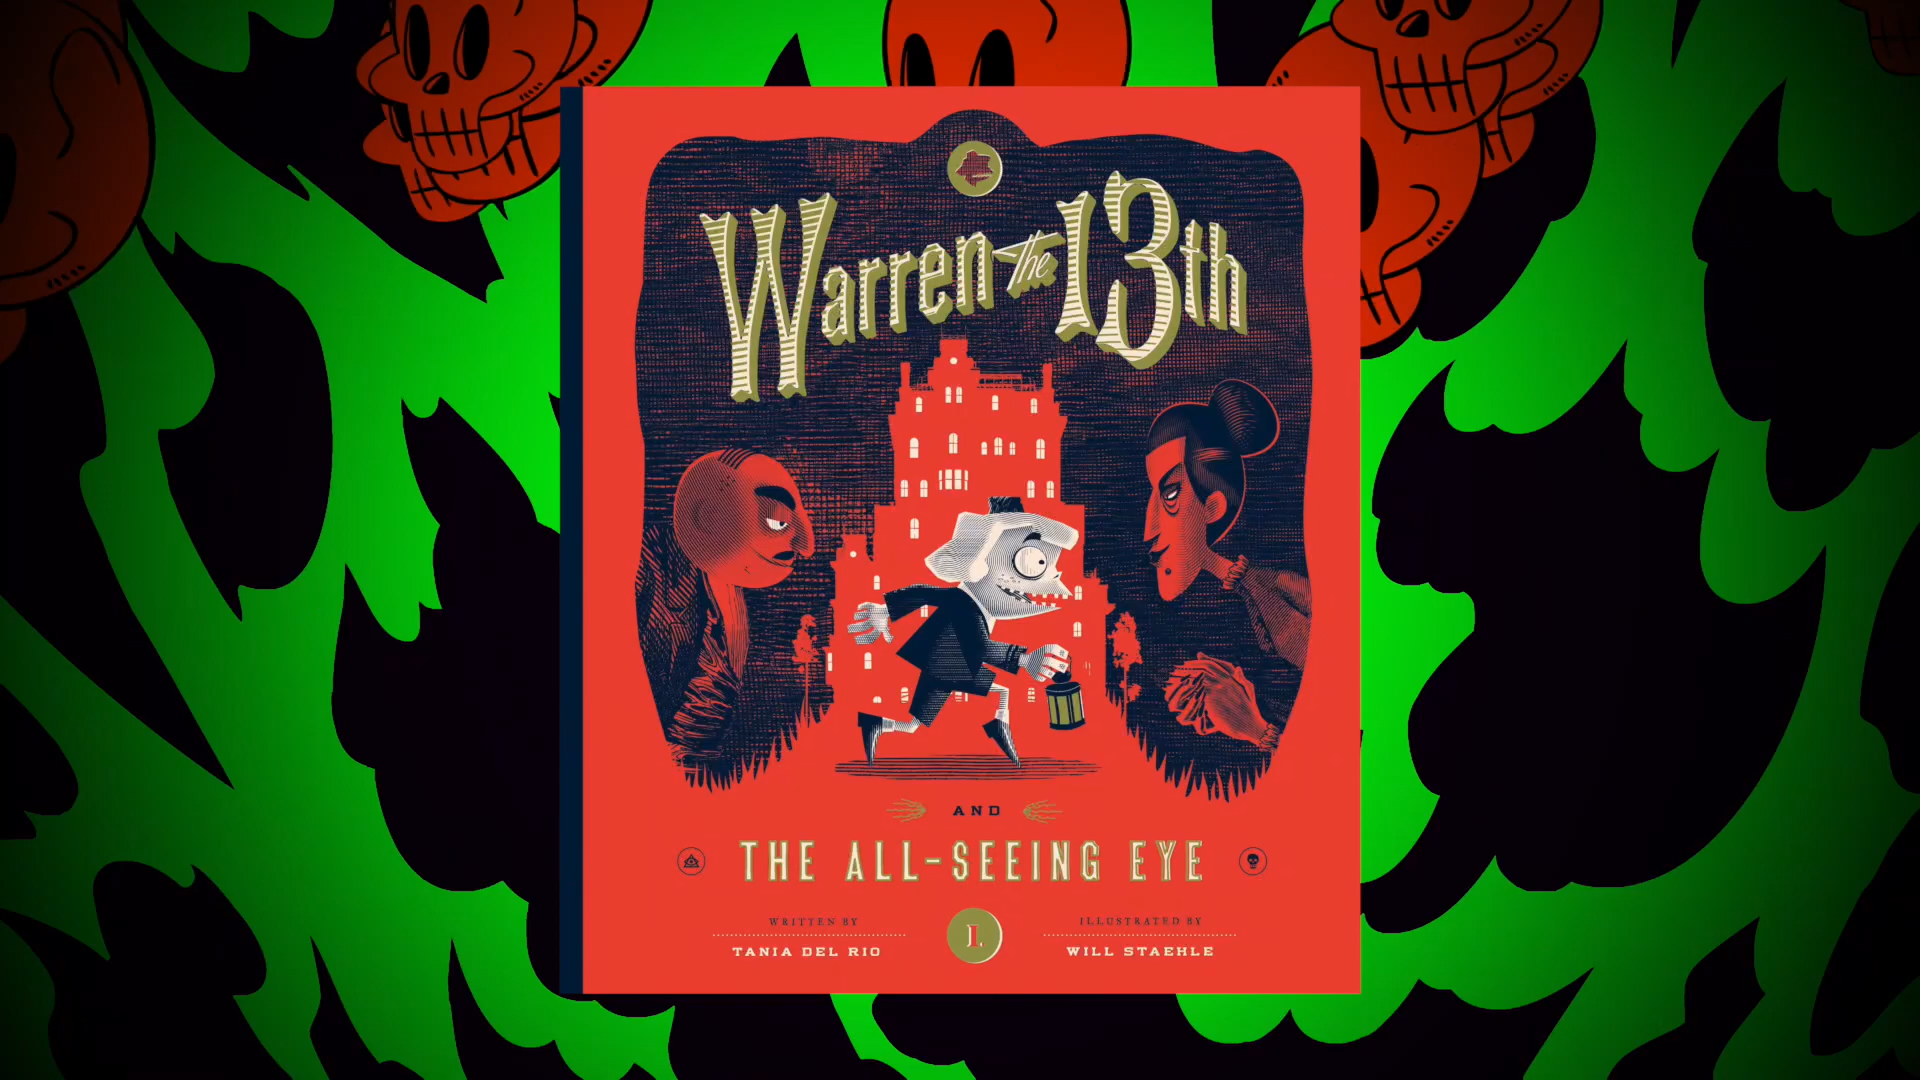 Warren the 13th
AND
THE ALL-SEEING EYE
WRITTEN BY
TANIA DEL RIO
I.
ILLUSTRATED BY
WILL STAEHLE